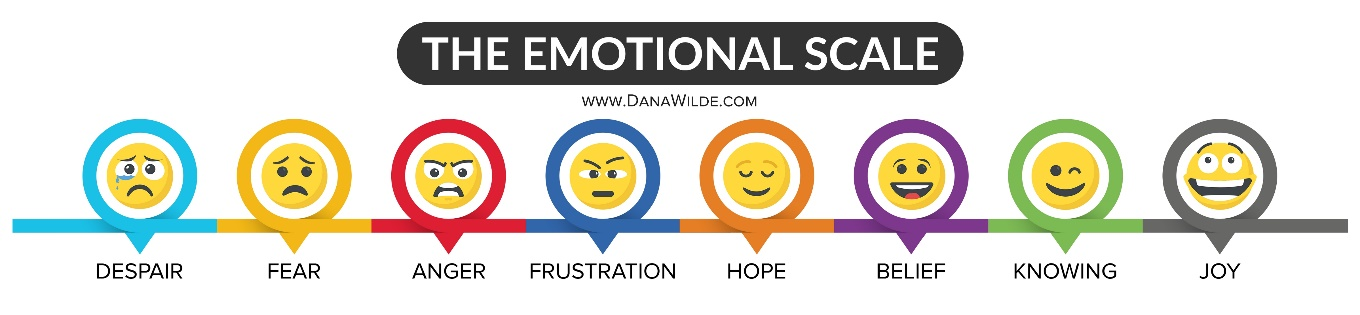 THE EMOTIONAL SCALE
www.DanaWilde.com
DESPAIR FEAR ANGER FRUSTRATION HOPE BELIEF KNOWING JOY